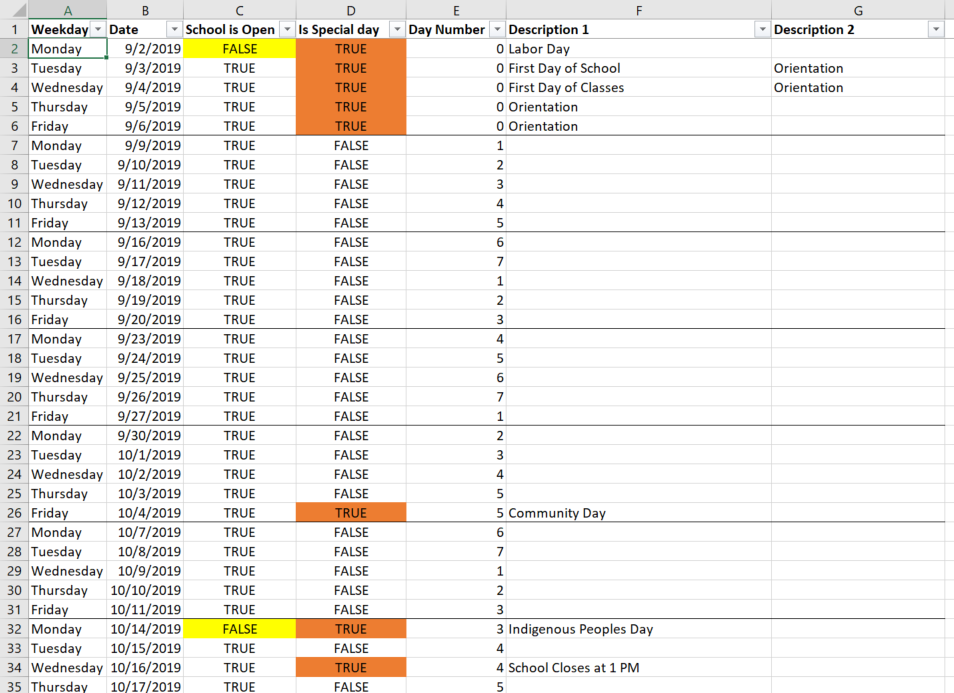 A B C D E F G
1 Weekday Date School is Open Is Special day Day Number Description 1 Description 2
2 Monday 9/2/2019 FALSE TRUE 0 Labor Day
3 Tuesday 9/3/2019 TRUE TRUE 0 First Day of School Orientation
4 Wednesday 9/4/2019 TRUE TRUE 0 First Day of Classes Orientation
5 Thursday 9/5/2019 TRUE TRUE 0 Orientation
6 Friday 9/6/2019 TRUE TRUE 0 Orientation
7 Monday 9/9/2019 TRUE FALSE 1
8 Tuesday 9/10/2019 TRUE FALSE 2
9 Wednesday 9/11/2019 TRUE FALSE 3
10 Thursday 9/12/2019 TRUE FALSE 4
11 Friday 9/13/2019 TRUE FALSE 5
12 Monday 9/16/2019 TRUE FALSE 6
13 Tuesday 9/17/2019 TRUE FALSE 7
14 Wednesday 9/18/2019 TRUE FALSE 1
15 Thursday 9/19/2019 TRUE FALSE 2
16 Friday 9/20/2019 TRUE FALSE 3
17 Monday 9/23/2019 TRUE FALSE 4
18 Tuesday 9/24/2019 TRUE FALSE 5
19 Wednesday 9/25/2019 TRUE FALSE 6
20 Thursday 9/26/2019 TRUE FALSE 7
21 Friday 9/27/2019 TRUE FALSE 1
22 Monday 9/30/2019 TRUE FALSE 2
23 Tuesday 10/1/2019 TRUE FALSE 3
24 Wednesday 10/2/2019 TRUE FALSE 4
25 Thursday 10/3/2019 TRUE FALSE 5
26 Friday 10/4/2019 TRUE TRUE 5 Community Day
27 Monday 10/7/2019 TRUE FALSE 6
28 Tuesday 10/8/2019 TRUE FALSE 7
29 Wednesday 10/9/2019 TRUE FALSE 1
30 Thursday 10/10/2019 TRUE FALSE 2
31 Friday 10/11/2019 TRUE FALSE 3
32 Monday 10/14/2019 FALSE TRUE 3 Indigenous Peoples Day
33 Tuesday 10/15/2019 TRUE FALSE 4
34 Wednesday 10/16/2019 TRUE TRUE 4 School Closes at 1 PM
35 Thursday 10/17/2019 TRUE FALSE 5